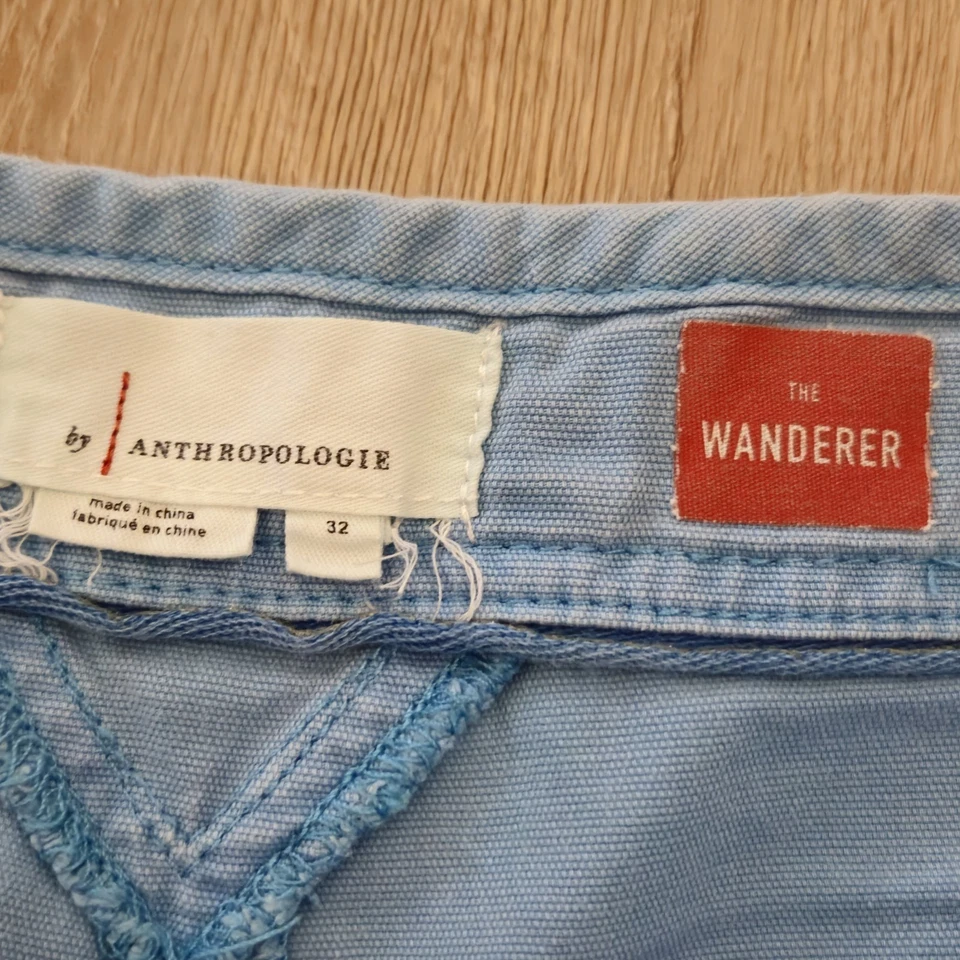 by | ANTHROPOLOGIE
made in china
fabriqué en chine
32
THE
WANDERER